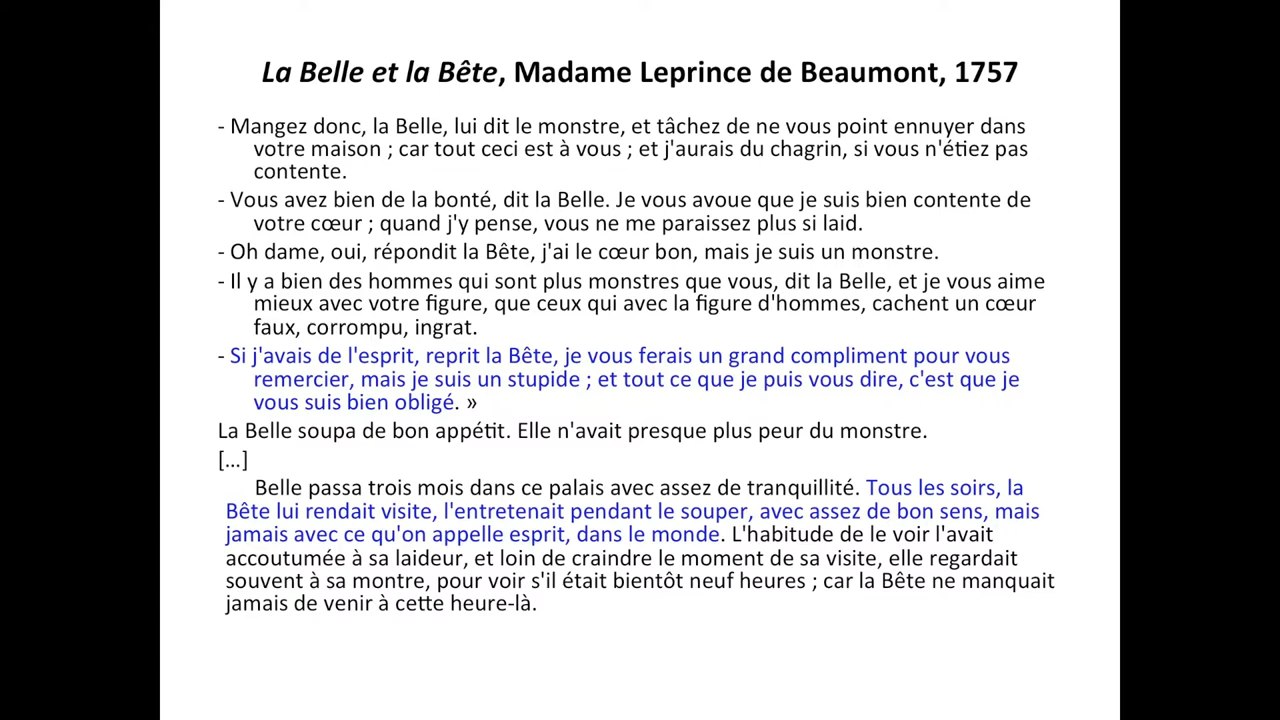 La Belle et la Bête, Madame Leprince de Beaumont, 1757
- Mangez donc, la Belle, lui dit le monstre, et tâchez de ne vous point ennuyer dans
votre maison ; car tout ceci est à vous ; et j'aurais du chagrin, si vous n'étiez pas
contente.
- Vous avez bien de la bonté, dit la Belle. Je vous avoue que je suis bien contente de
votre cœur ; quand j'y pense, vous ne me paraissez plus si laid.
- Oh dame, oui, répondit la Bête, j'ai le cœur bon, mais je suis un monstre.
- Il y a bien des hommes qui sont plus monstres que vous, dit la Belle, et je vous aime
mieux avec votre figure, que ceux qui avec la figure d'hommes, cachent un cœur
faux, corrompu, ingrat.
- Si j'avais de l'esprit, reprit la Bête, je vous ferais un grand compliment pour vous
remercier, mais je suis un stupide ; et tout ce que je puis vous dire, c'est que je
vous suis bien obligé. »
La Belle soupa de bon appétit. Elle n'avait presque plus peur du monstre.
[…]
Belle passa trois mois dans ce palais avec assez de tranquillité. Tous les soirs, la
Bête lui rendait visite, l'entretenait pendant le souper, avec assez de bon sens, mais
jamais avec ce qu'on appelle esprit, dans le monde. L'habitude de le voir l'avait
accoutumée à sa laideur, et loin de craindre le moment de sa visite, elle regardait
souvent à sa montre, pour voir s'il était bientôt neuf heures ; car la Bête ne manquait
jamais de venir à cette heure-là.